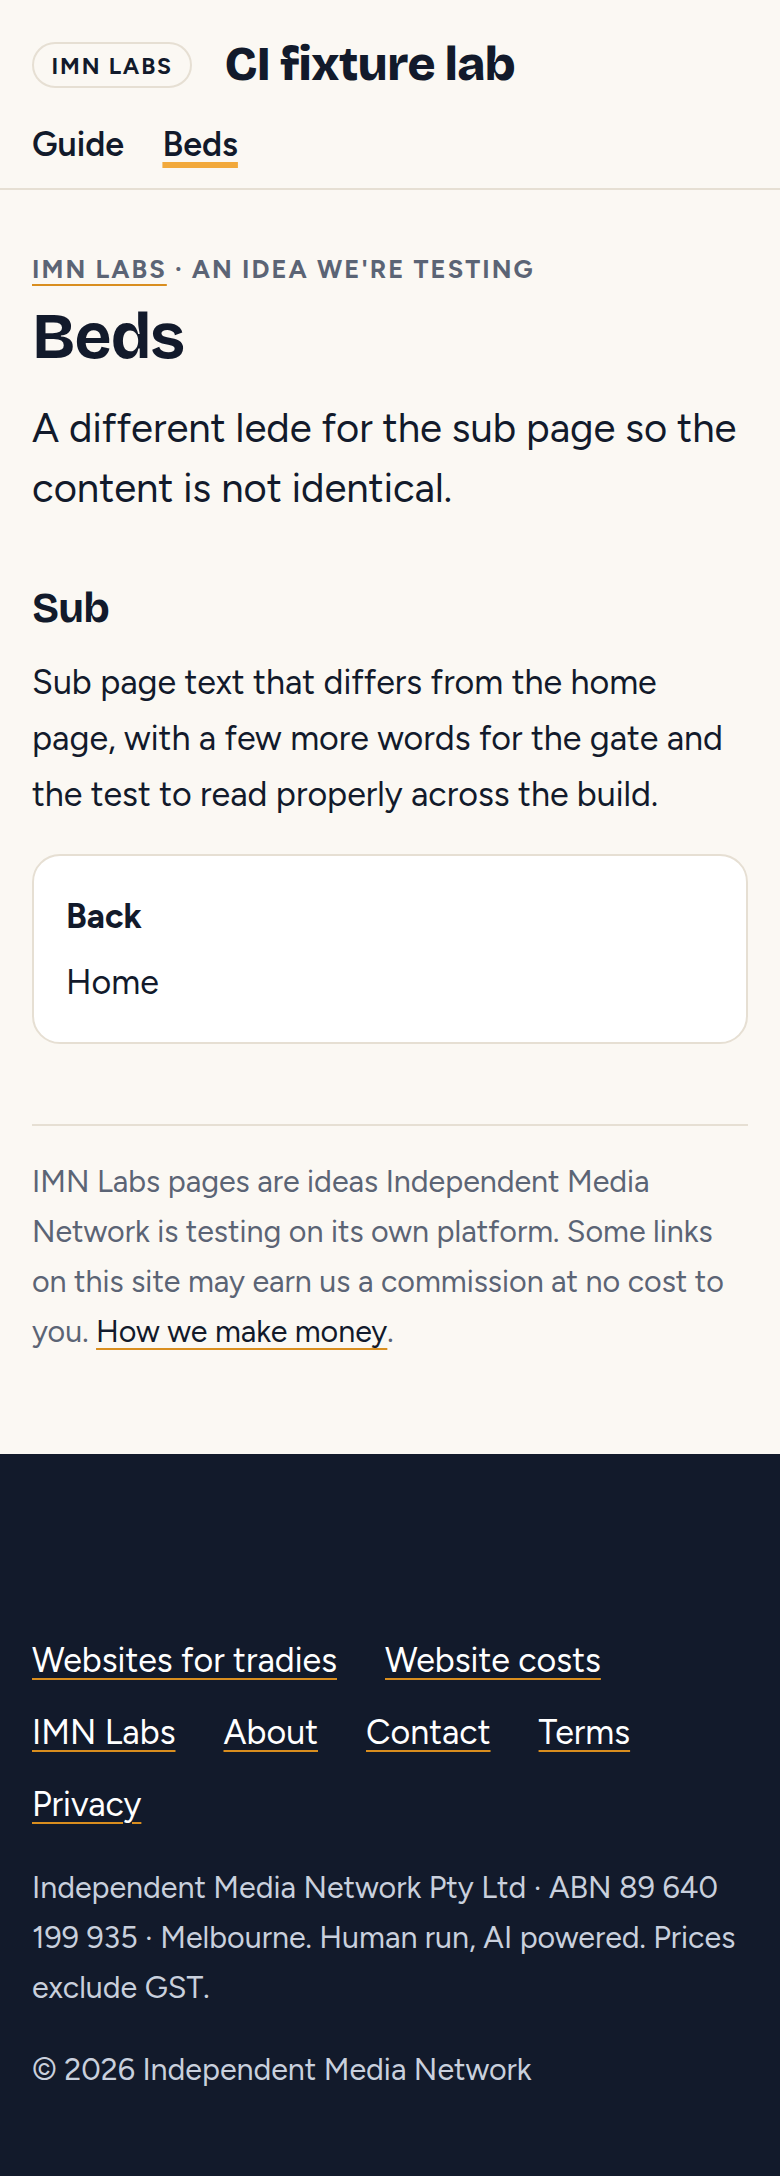 IMN LABS
CI fixture lab
Guide Beds
IMN LABS · AN IDEA WE'RE TESTING
Beds
A different lede for the sub page so the
content is not identical.
Sub
Sub page text that differs from the home
page, with a few more words for the gate and
the test to read properly across the build.
Back
Home
IMN Labs pages are ideas Independent Media
Network is testing on its own platform. Some links
on this site may earn us a commission at no cost to
you. How we make money.
Websites for tradies Website costs
IMN Labs About Contact Terms
Privacy
Independent Media Network Pty Ltd · ABN 89 640
199 935 · Melbourne. Human run, AI powered. Prices
exclude GST.
© 2026 Independent Media Network